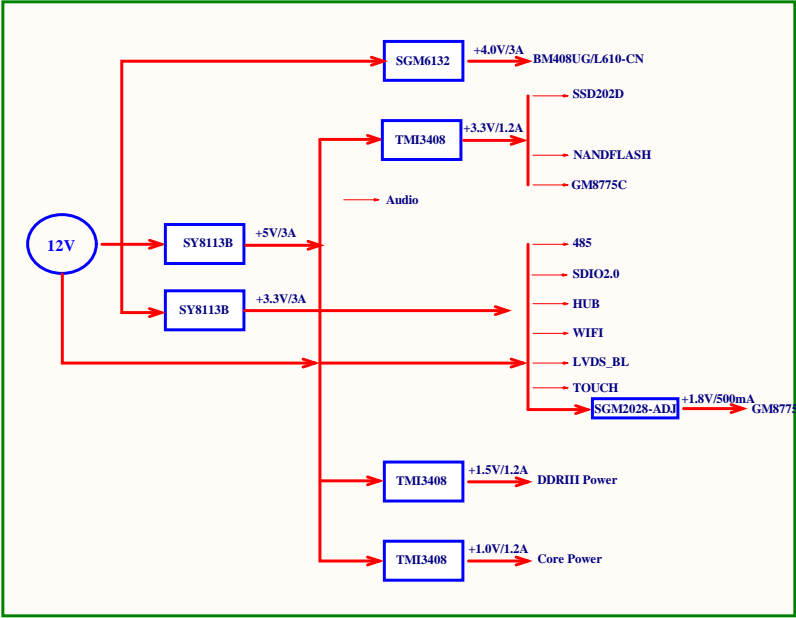 SGM6132
+4.0V/3A
BM408UG/L610-CN
SSD202D
TMI3408
+3.3V/1.2A
NANDFLASH
GM8775C
Audio
12V
SY8113B
+5V/3A
485
SDIO2.0
SY8113B
+3.3V/3A
HUB
WIFI
LVDS_BL
TOUCH
SGM2028-ADJ
+1.8V/500mA
GM8775
TMI3408
+1.5V/1.2A
DDRIII Power
TMI3408
+1.0V/1.2A
Core Power